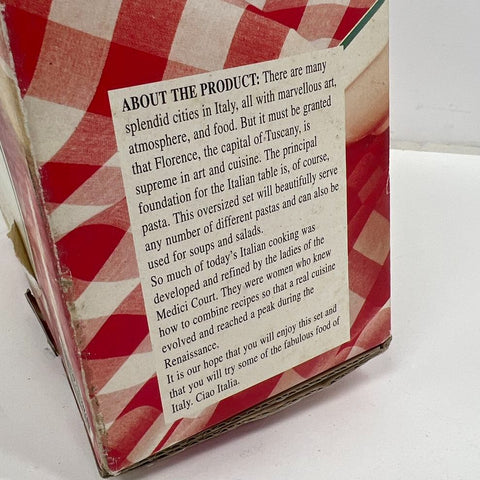 ABOUT THE PRODUCT: There are many
splendid cities in Italy, all with marvellous art,
atmosphere, and food. But it must be granted
that Florence, the capital of Tuscany, is
supreme in art and cuisine. The principal
foundation for the Italian table is, of course,
pasta. This oversized set will beautifully serve
any number of different pastas and can also be
used for soups and salads.
So much of today's Italian cooking was
developed and refined by the ladies of the
Medici Court. They were women who knew
how to combine recipes so that a real cuisine
evolved and reached a peak during the
Renaissance.
It is our hope that you will enjoy this set and
that you will try some of the fabulous food of
Italy. Ciao Italia.